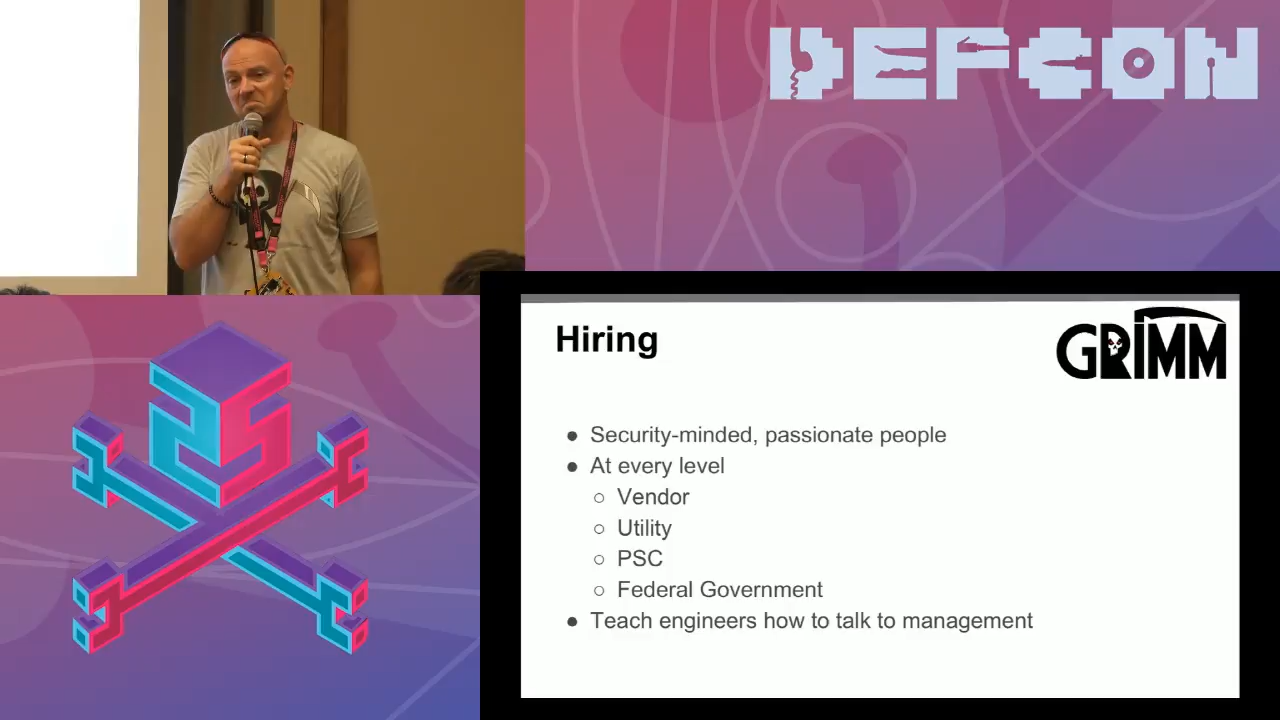 DEFCON
Hiring
GRIMM
● Security-minded, passionate people
● At every level
○ Vendor
○ Utility
○ PSC
○ Federal Government
● Teach engineers how to talk to management
25